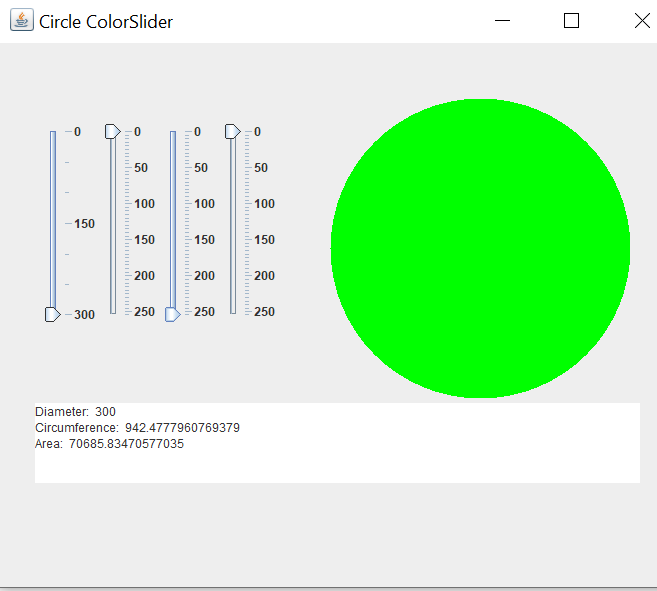 Circle ColorSlider
0 0 0 0
50 50 50
100 100 100
150 150 150 150
200 200 200
300 250 250 250
Diameter: 300
Circumference: 942.4777960769379
Area: 70685.83470577035